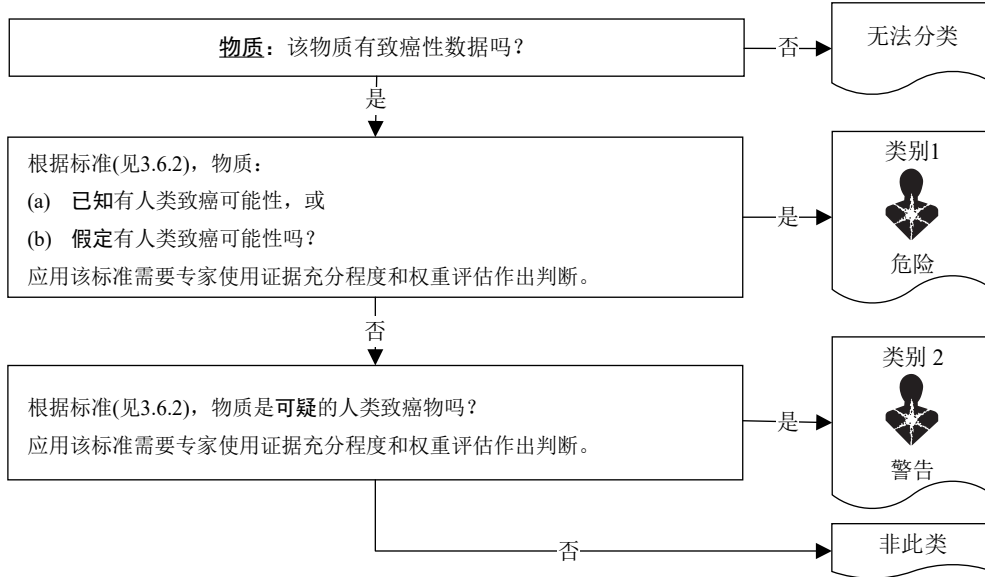 物质：该物质有致癌性数据吗？
否
无法分类
是
根据标准(见3.6.2)，物质：
(a) 已知有人类致癌可能性，或
(b) 假定有人类致癌可能性吗？
应用该标准需要专家使用证据充分程度和权重评估作出判断。
是
类别1
危险
否
根据标准(见3.6.2)，物质是可疑的人类致癌物吗？
应用该标准需要专家使用证据充分程度和权重评估作出判断。
是
类别 2
警告
否
非此类